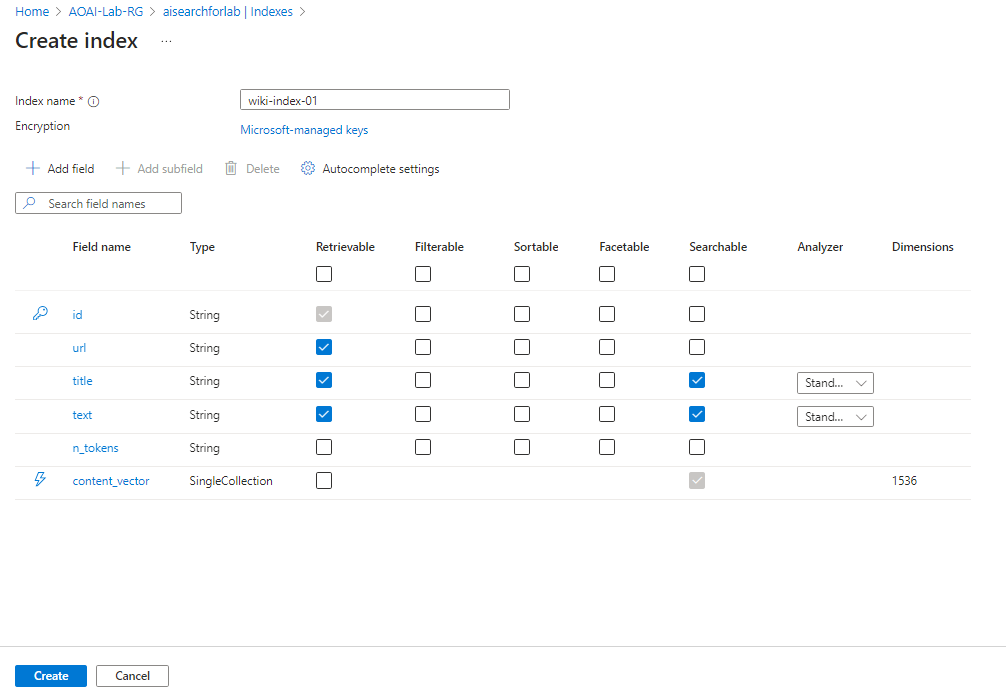 Home > AOAI-Lab-RG > aisearchforlab | Indexes >
Create index ...
Index name * wiki-index-01
Encryption Microsoft-managed keys
Add field Add subfield Delete Autocomplete settings
Search field names
Field name Type Retrievable Filterable Sortable Facetable Searchable Analyzer Dimensions
id String
url String
title String Stand...
text String Stand...
n_tokens String
content_vector SingleCollection 1536
Create Cancel